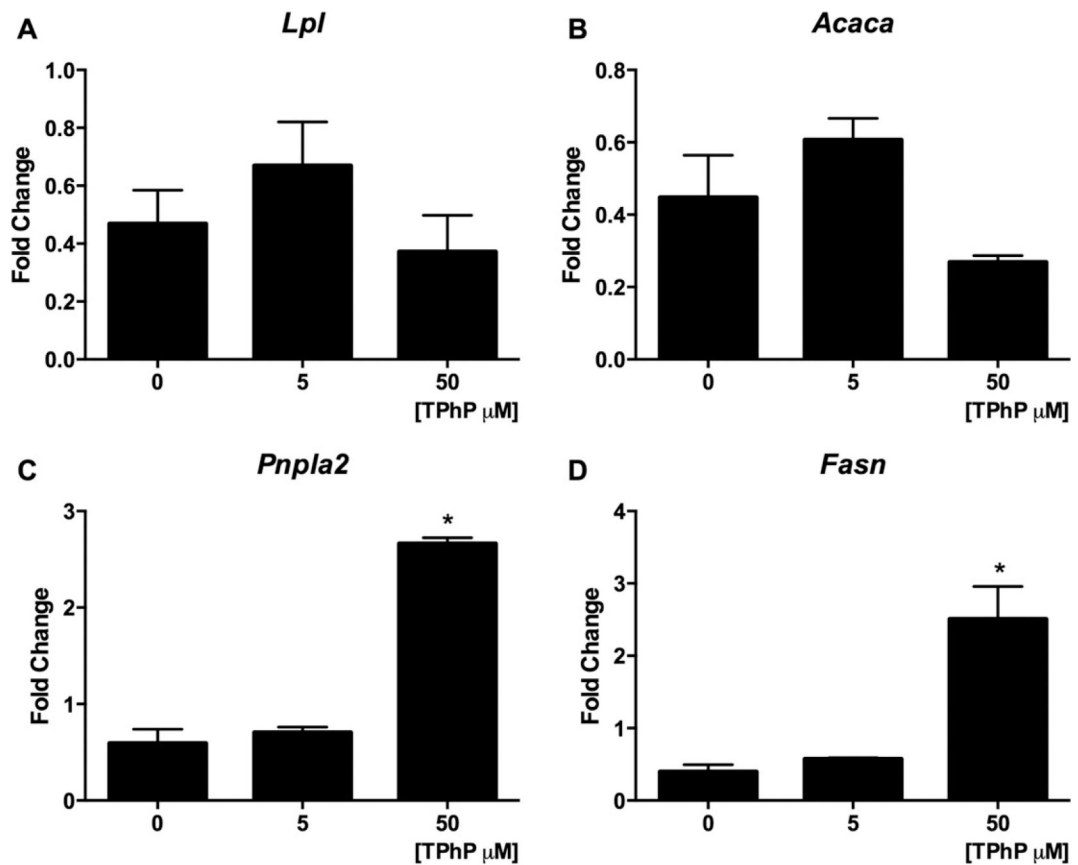 A
Lpl
Fold Change
1.0
0.8
0.6
0.4
0.2
0.0
0 5 50
[TPhP μM]
B
Acaca
Fold Change
0.8
0.6
0.4
0.2
0.0
0 5 50
[TPhP μM]
C
Pnpla2
Fold Change
3
2
1
0
*
0 5 50
[TPhP μM]
D
Fasn
Fold Change
4
3
2
1
0
*
0 5 50
[TPhP μM]